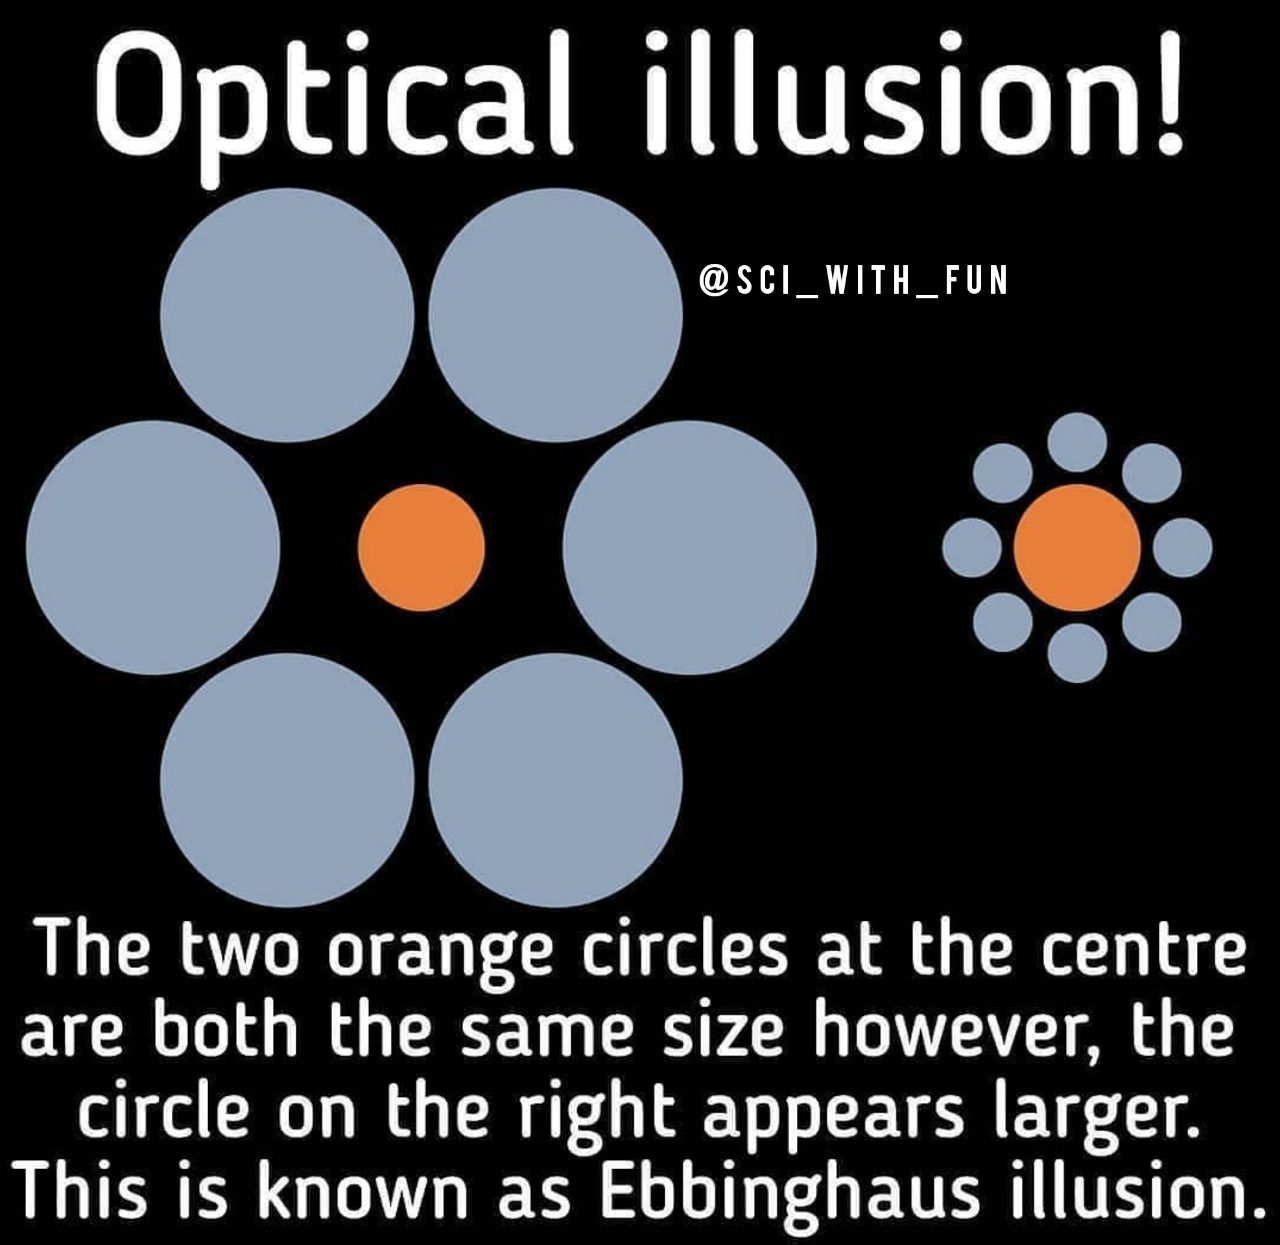 Optical illusion!
@SCI_WITH_FUN
The two orange circles at the centre
are both the same size however, the
circle on the right appears larger.
This is known as Ebbinghaus illusion.